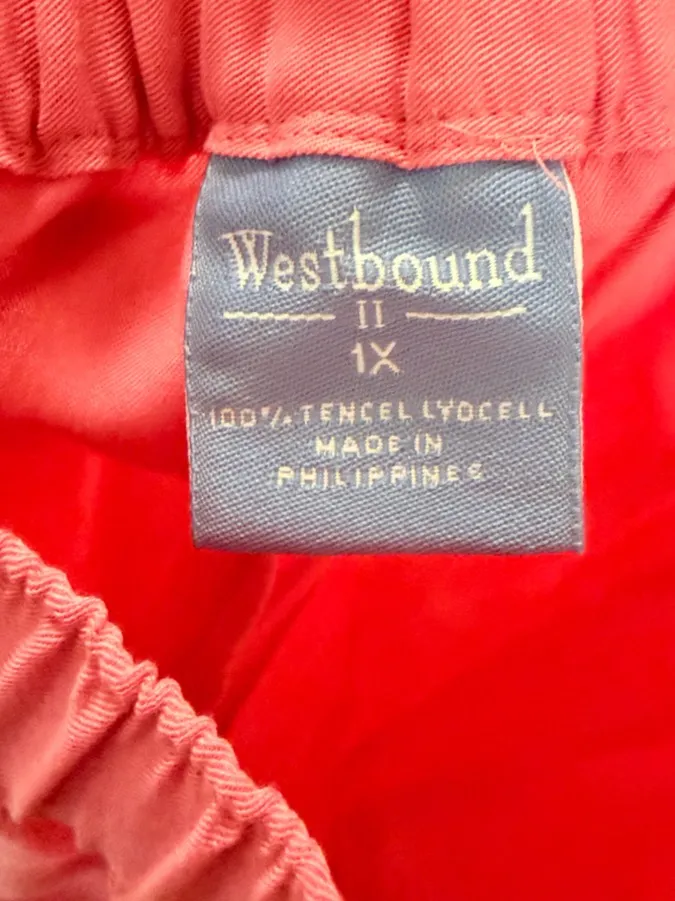 Westbound
II
1X
100% TENCEL LYOCELL
MADE IN
PHILIPPINES